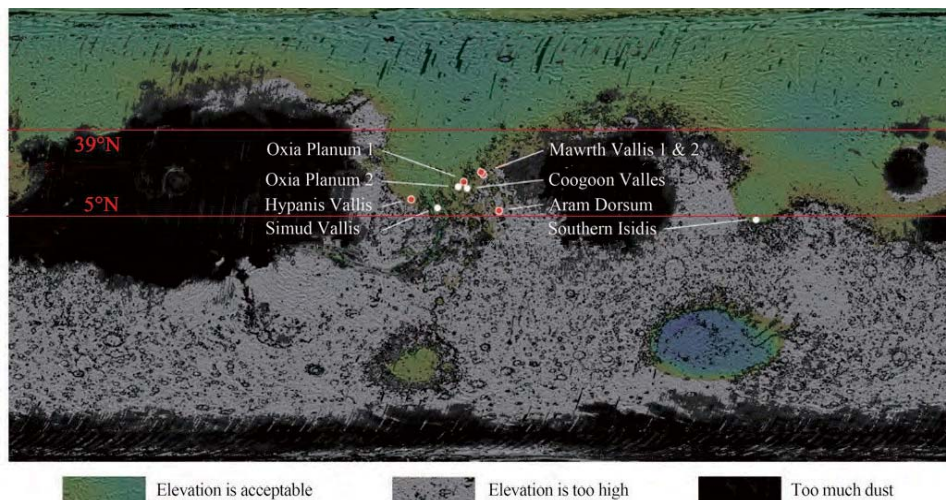 39°N
Oxia Planum 1
Mawrth Vallis 1 & 2
Oxia Planum 2
Coogoon Valles
5°N
Hypanis Vallis
Aram Dorsum
Simud Vallis
Southern Isidis
Elevation is acceptable
Elevation is too high
Too much dust